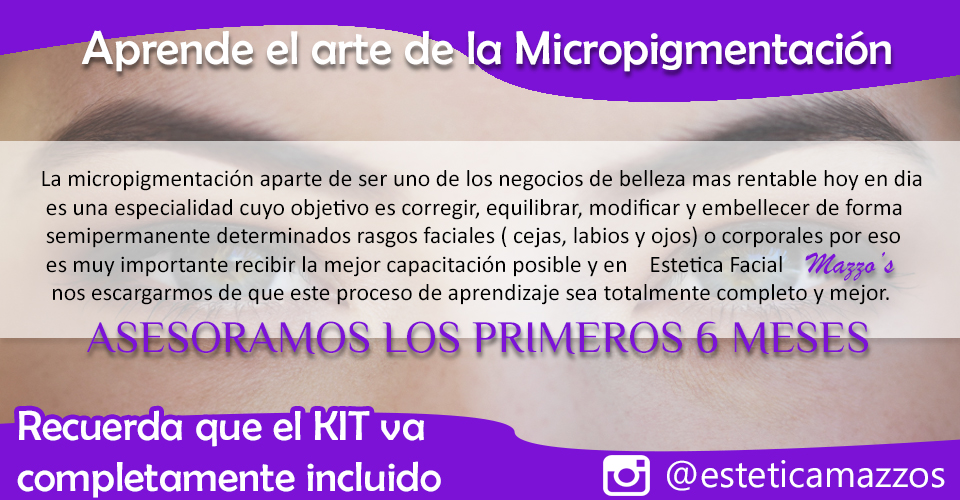 Aprende el arte de la Micropigmentación
La micropigmentación aparte de ser uno de los negocios de belleza mas rentable hoy en dia
es una especialidad cuyo objetivo es corregir, equilibrar, modificar y embellecer de forma
semipermanente determinados rasgos faciales ( cejas, labios y ojos) o corporales por eso
es muy importante recibir la mejor capacitación posible y en Estetica Facial Mazzo's
nos escargarmos de que este proceso de aprendizaje sea totalmente completo y mejor.
ASESORAMOS LOS PRIMEROS 6 MESES
Recuerda que el KIT va
completamente incluido
@esteticamazzos